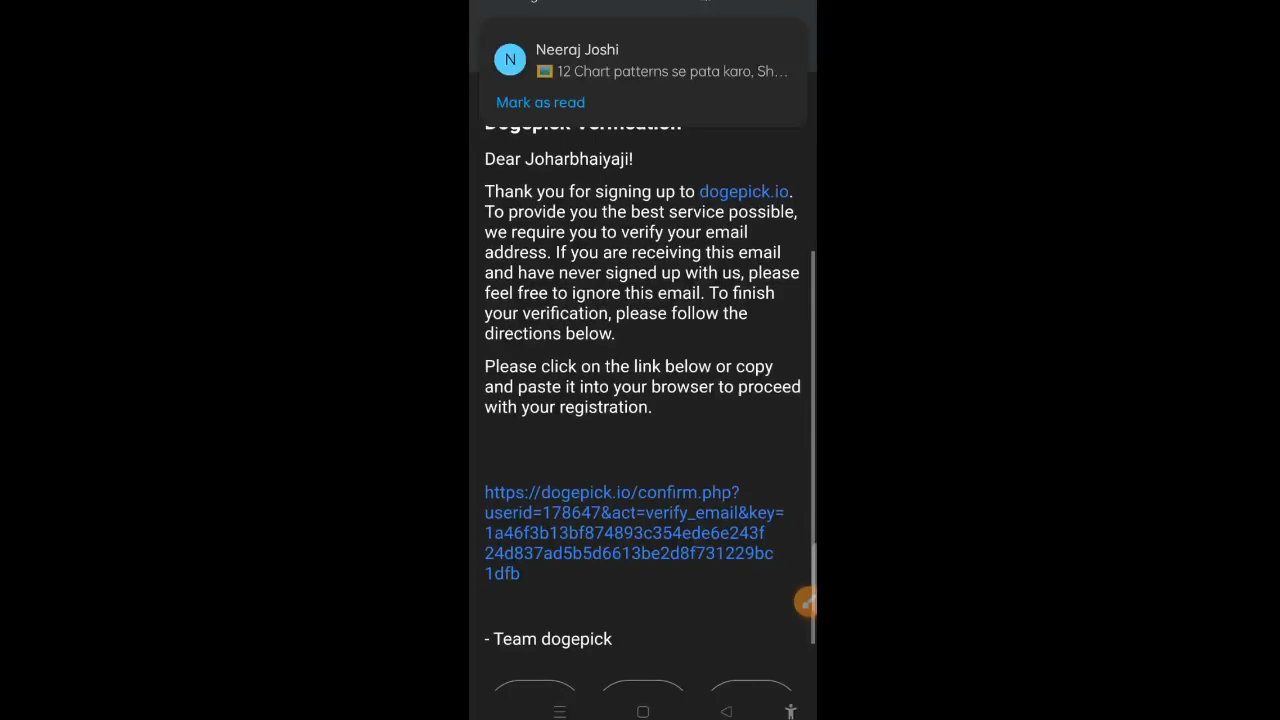 Neeraj Joshi
N
12 Chart patterns se pata karo, Sh...
Mark as read
Dogepick Verification
Dear Joharbhaiyaji!
Thank you for signing up to dogepick.io.
To provide you the best service possible,
we require you to verify your email
address. If you are receiving this email
and have never signed up with us, please
feel free to ignore this email. To finish
your verification, please follow the
directions below.
Please click on the link below or copy
and paste it into your browser to proceed
with your registration.
https://dogepick.io/confirm.php?
userid=178647&act=verify_email&key=
1a46f3b13bf874893c354ede6e243f
24d837ad5b5d6613be2d8f731229bc
1dfb
- Team dogepick